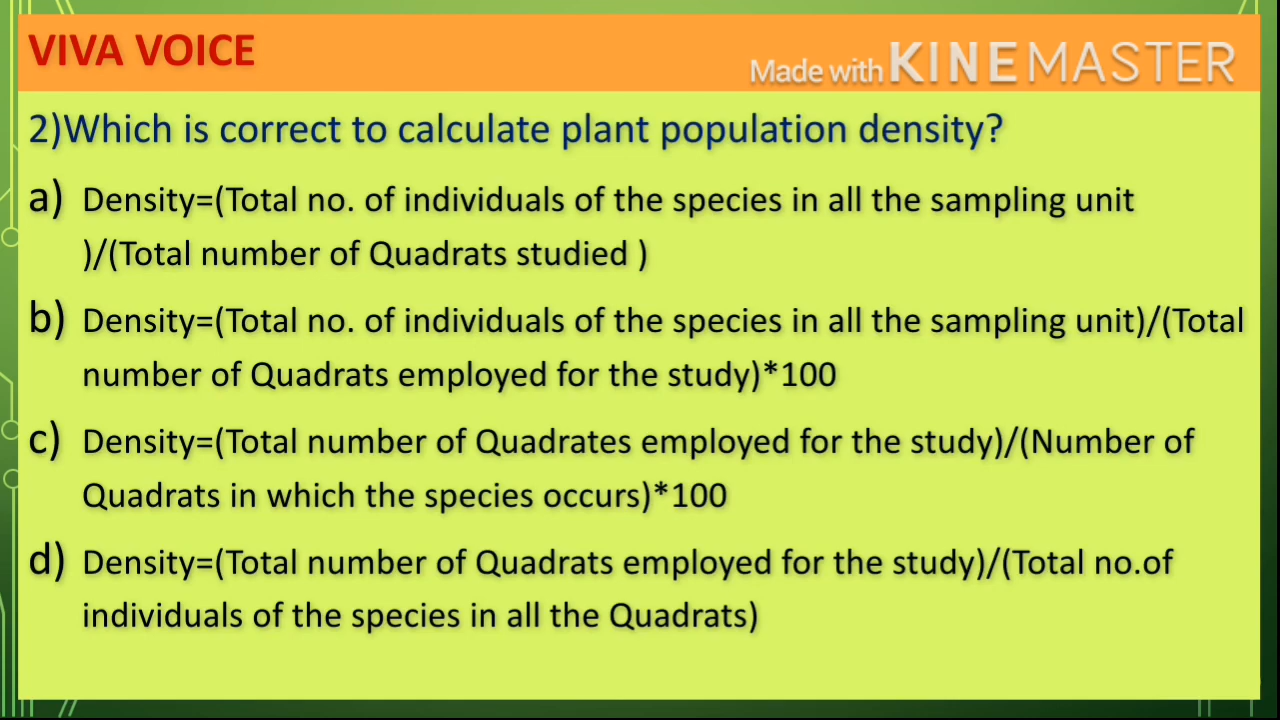 VIVA VOICE
Made with KINEMASTER
2)Which is correct to calculate plant population density?
a) Density=(Total no. of individuals of the species in all the sampling unit
)/(Total number of Quadrats studied )
b) Density=(Total no. of individuals of the species in all the sampling unit)/(Total
number of Quadrats employed for the study)*100
c) Density=(Total number of Quadrates employed for the study)/(Number of
Quadrats in which the species occurs)*100
d) Density=(Total number of Quadrats employed for the study)/(Total no.of
individuals of the species in all the Quadrats)